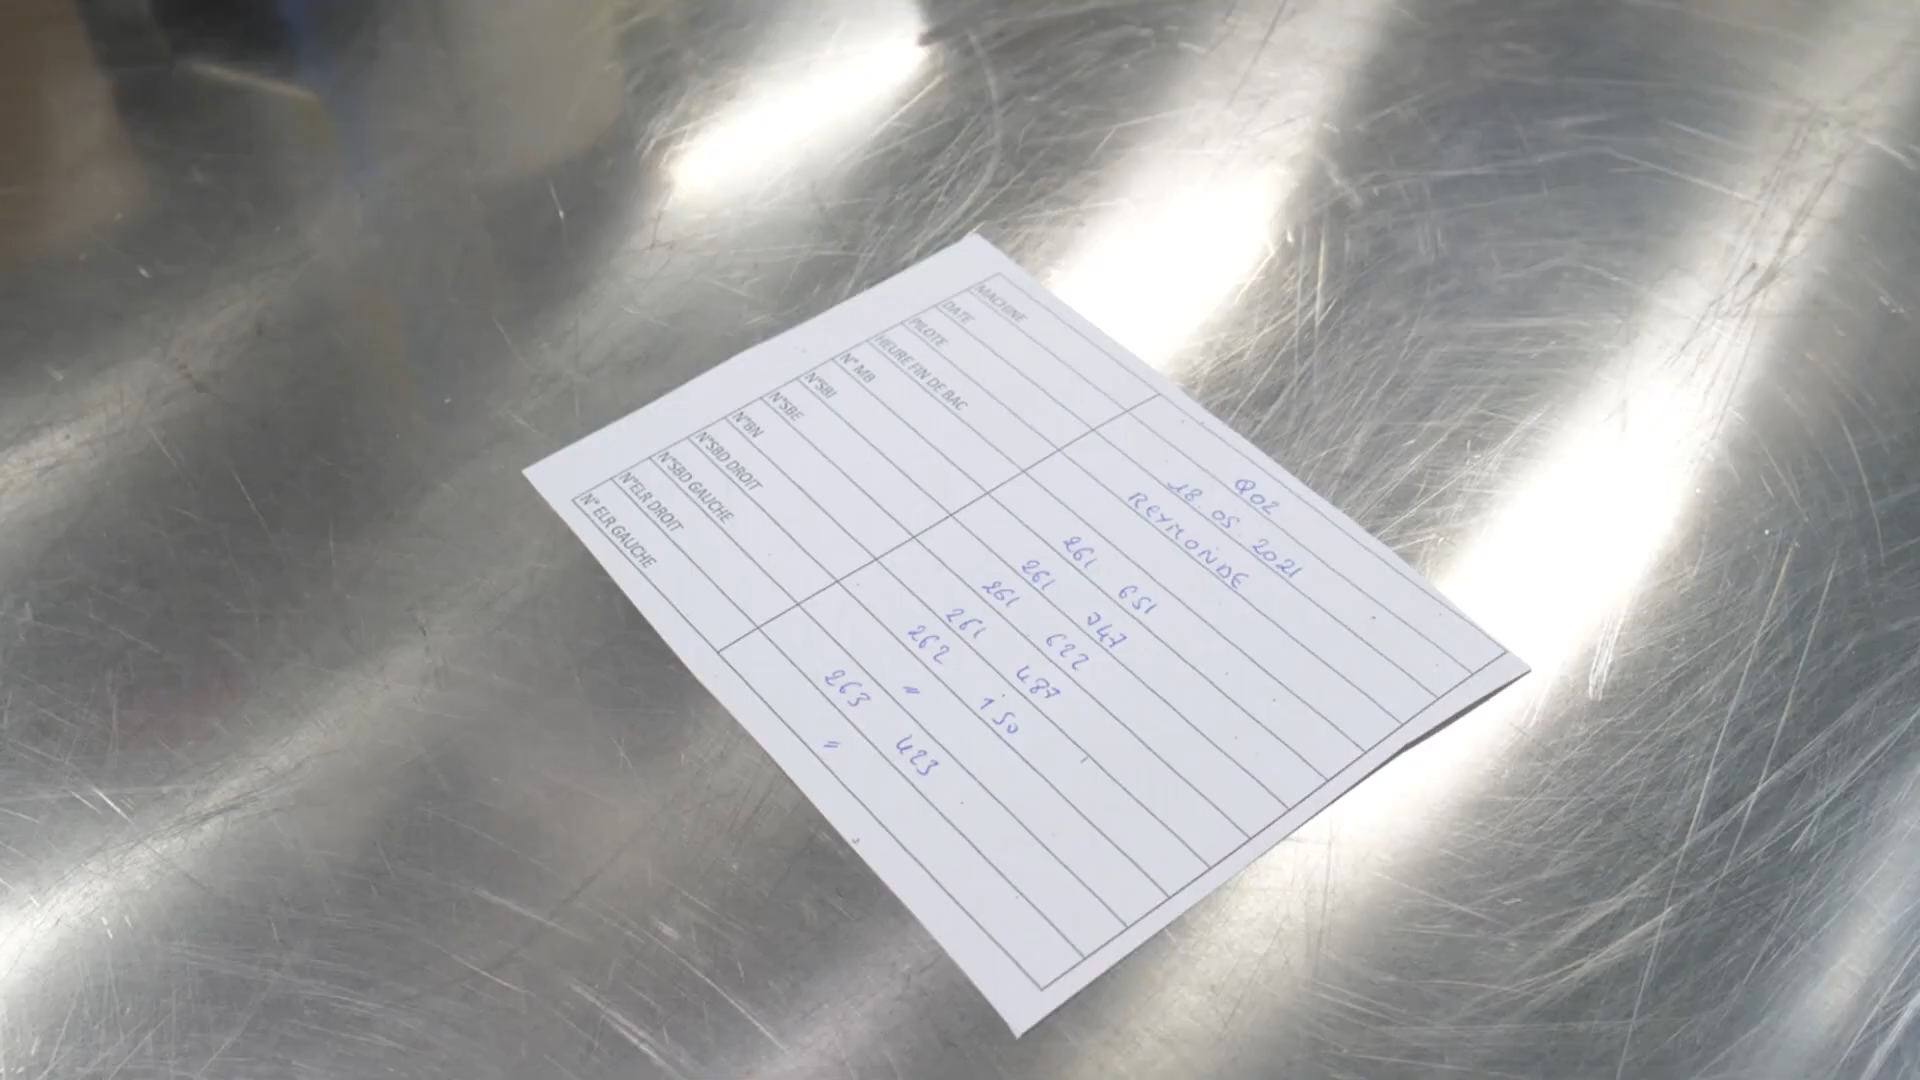 MACHINE Q02
DATE 18.05.2021
PILOTE REYMONDE
HEURE FIN DE BAC
N° MB 261 651
N°SBI 261 747
N°SBE 261 622
N°BN 261 487
N°SBD DROIT 262 150
N°SBD GAUCHE "
N°ELR DROIT 263 423
N° ELR GAUCHE "